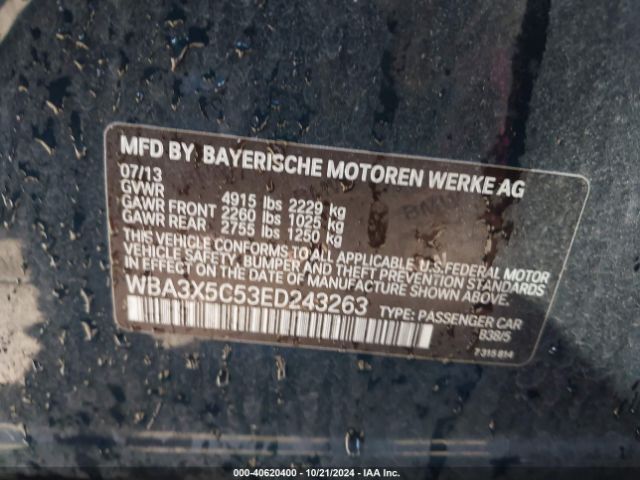 MFD BY BAYERISCHE MOTOREN WERKE AG
07/13
GVWR 4915 lbs 2229 kg
GAWR FRONT 2260 lbs 1025 kg
GAWR REAR 2755 lbs 1250 kg
THIS VEHICLE CONFORMS TO ALL APPLICABLE U.S.FEDERAL MOTOR
VEHICLE SAFETY, BUMPER AND THEFT PREVENTION STANDARDS
IN EFFECT ON THE DATE OF MANUFACTURE SHOWN ABOVE.
WBA3X5C53ED243263 TYPE: PASSENGER CAR
B38/5
7 315 814
000-40620400 - 10/21/2024 - IAA Inc.